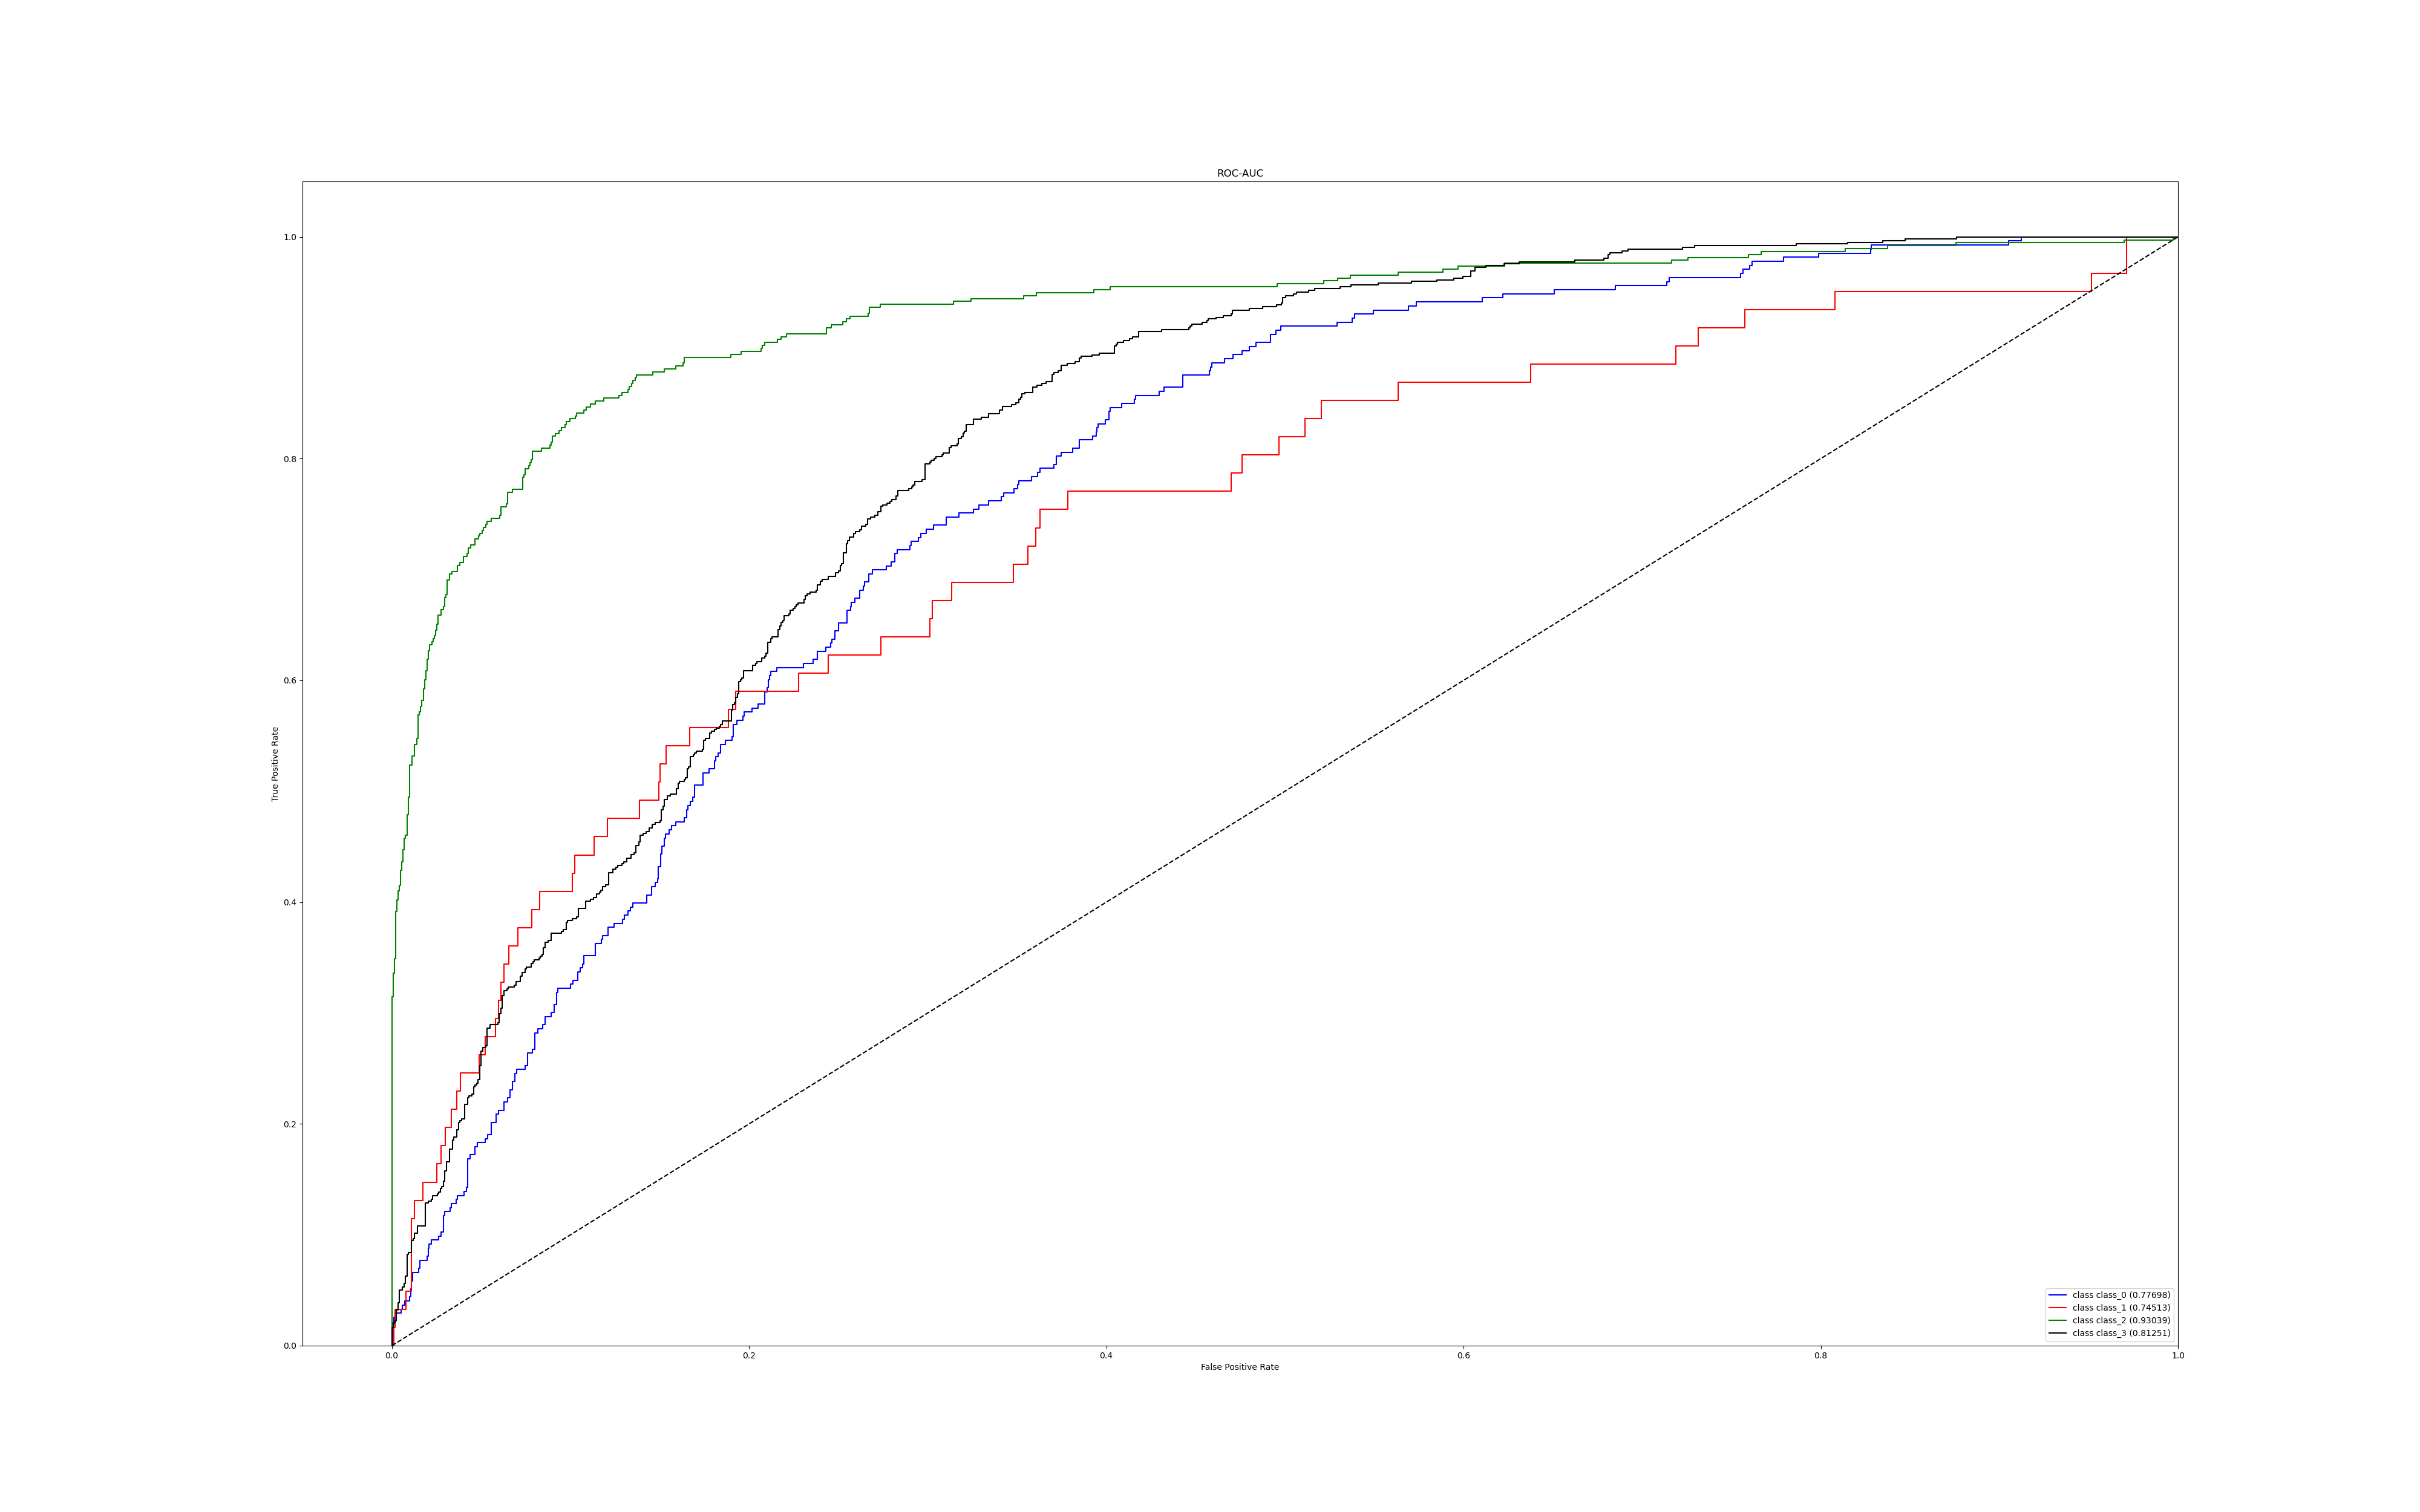 ROC-AUC
1.0
0.8
0.6
0.4
0.2
0.0
True Positive Rate
0.0 0.2 0.4 0.6 0.8 1.0
False Positive Rate
class class_0 (0.77698)
class class_1 (0.74513)
class class_2 (0.93039)
class class_3 (0.81251)